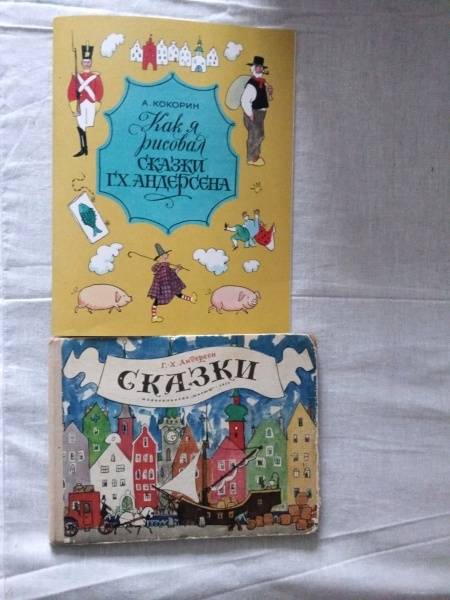 А. КОКОРИН
Как я
рисовал
СКАЗКИ
Г.Х. АНДЕРСЕНА
Г.-Х. Андерсен
СКАЗКИ